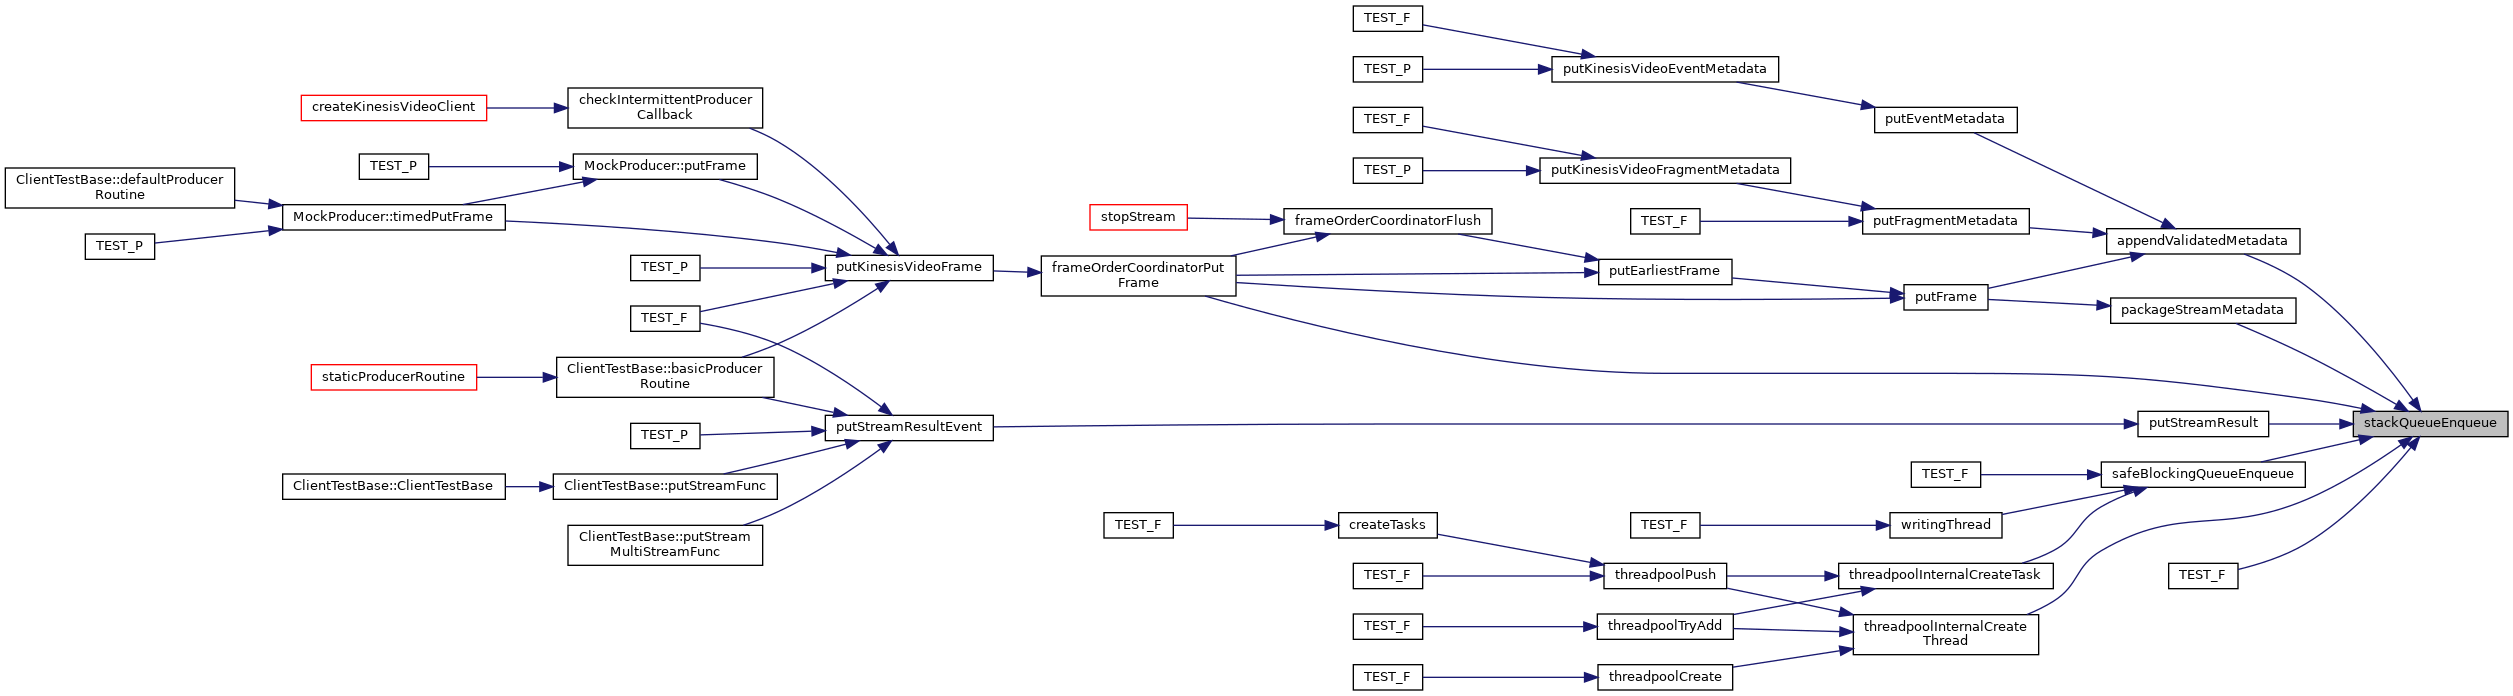 TEST_F
TEST_P
putKinesisVideoEventMetadata
createKinesisVideoClient
checkIntermittentProducer
Callback
TEST_F
putEventMetadata
TEST_P
MockProducer::putFrame
TEST_P
putKinesisVideoFragmentMetadata
ClientTestBase::defaultProducer
Routine
MockProducer::timedPutFrame
stopStream
frameOrderCoordinatorFlush
TEST_F
putFragmentMetadata
appendValidatedMetadata
TEST_P
TEST_P
putKinesisVideoFrame
frameOrderCoordinatorPut
Frame
putEarliestFrame
putFrame
packageStreamMetadata
TEST_F
staticProducerRoutine
ClientTestBase::basicProducer
Routine
TEST_P
putStreamResultEvent
putStreamResult
stackQueueEnqueue
ClientTestBase::ClientTestBase
ClientTestBase::putStreamFunc
TEST_F
safeBlockingQueueEnqueue
ClientTestBase::putStream
MultiStreamFunc
TEST_F
createTasks
TEST_F
writingThread
TEST_F
threadpoolPush
threadpoolInternalCreateTask
TEST_F
TEST_F
threadpoolTryAdd
threadpoolInternalCreate
Thread
TEST_F
threadpoolCreate